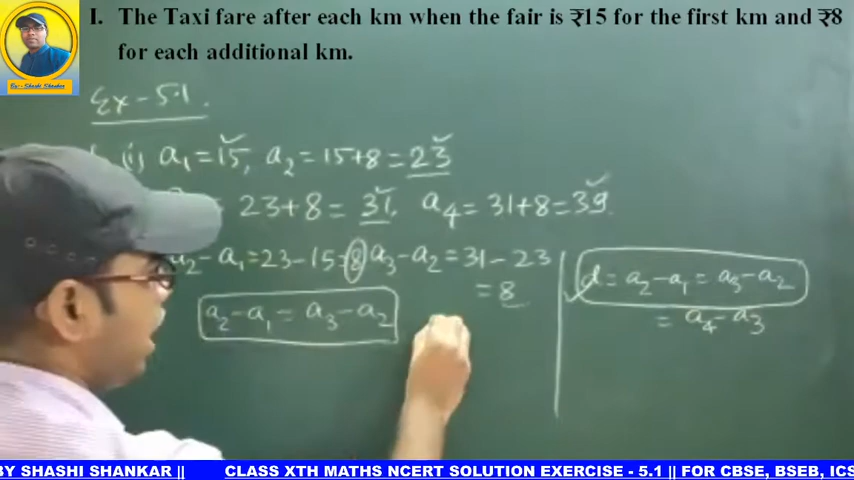 I. The Taxi fare after each km when the fair is ₹15 for the first km and ₹8
for each additional km.
By:- Shashi Shankar
Ex-5.1.
(i) a₁=15, a₂=15+8=23
= 23+8= 31, a₄=31+8=39.
a₂-a₁=23-15=8 a₃-a₂=31-23
=8
a₂-a₁= a₃-a₂
d= a₂-a₁= a₃-a₂
= a₄-a₃
BY SHASHI SHANKAR || CLASS XTH MATHS NCERT SOLUTION EXERCISE - 5.1 || FOR CBSE, BSEB, ICS